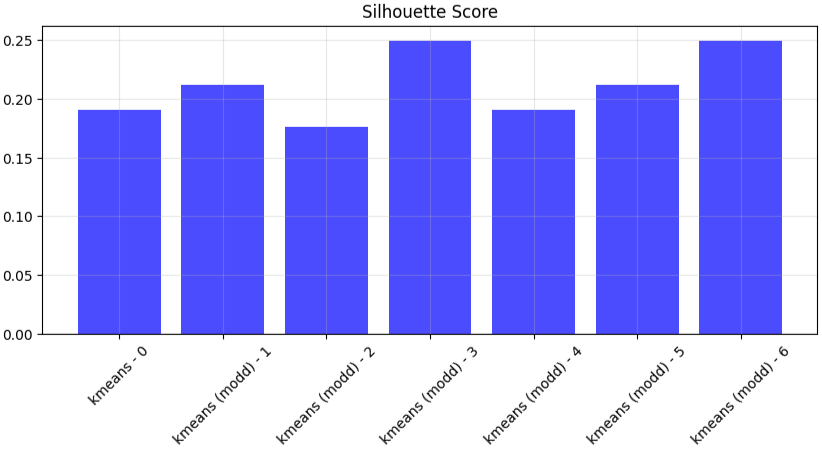 Silhouette Score
0.25
0.20
0.15
0.10
0.05
0.00
kmeans - 0
kmeans (modd) - 1
kmeans (modd) - 2
kmeans (modd) - 3
kmeans (modd) - 4
kmeans (modd) - 5
kmeans (modd) - 6